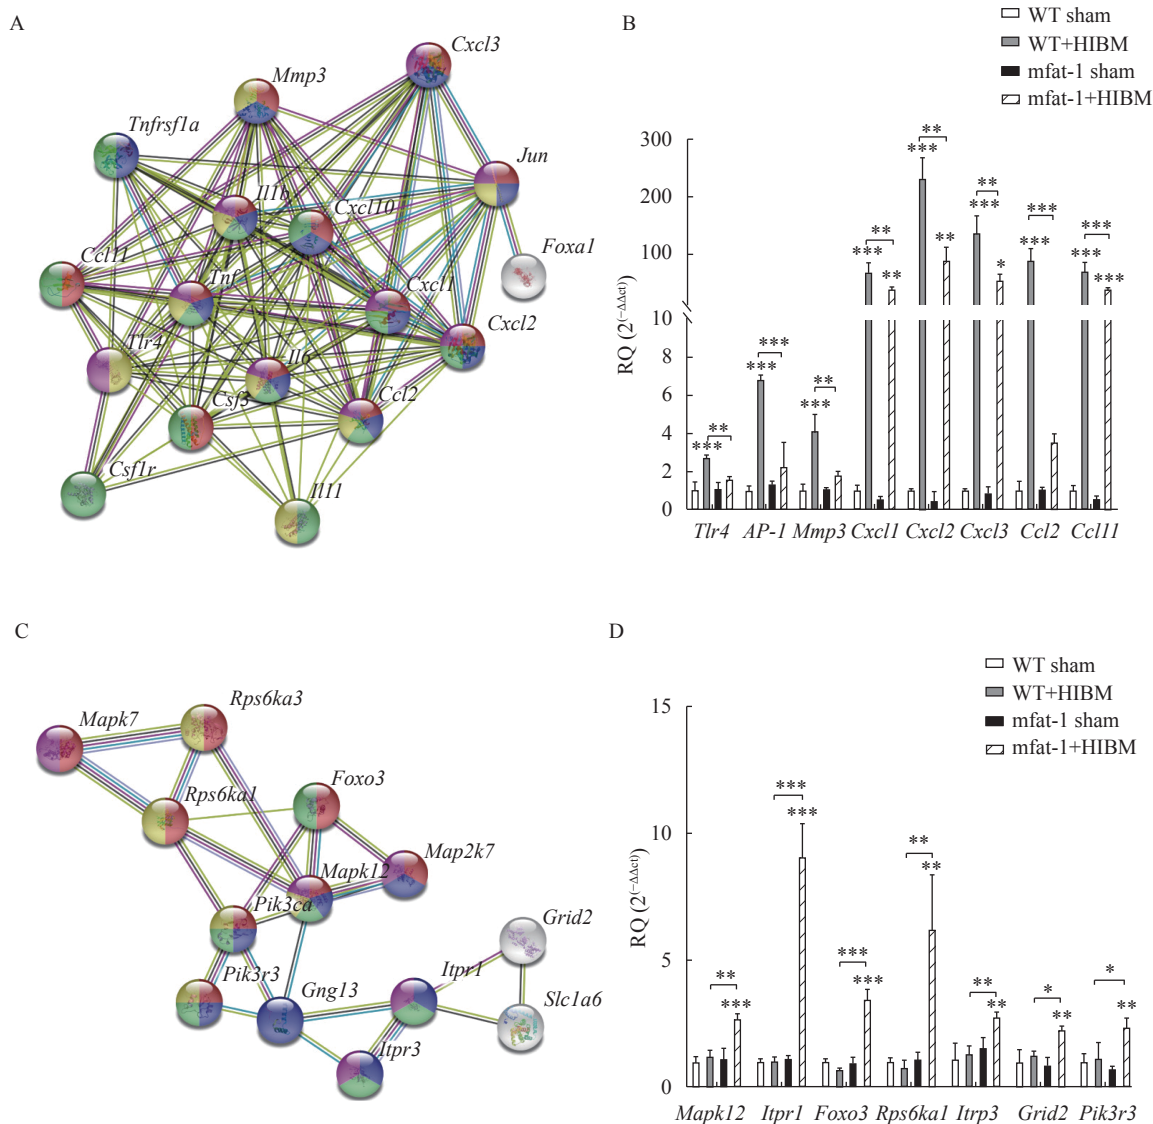 A
Cxcl3
Mmp3
Tnfrsf1a
Jun
Il1b
Cxcl10
Foxa1
Ccl11
Tnf
Cxcl1
Cxcl2
Tlr4
Il6
Csf3
Ccl2
Csf1r
Il11
B
WT sham
WT+HIBM
mfat-1 sham
mfat-1+HIBM
RQ (2^(−ΔΔct))
300
200
100
10
8
6
4
2
0
*** ** *** *** *** ** *** ** ** *** ** ** *** ** * *** *** *** *** ***
Tlr4 AP-1 Mmp3 Cxcl1 Cxcl2 Cxcl3 Ccl2 Ccl11
C
Rps6ka3
Mapk7
Foxo3
Rps6ka1
Map2k7
Mapk12
Pik3ca
Grid2
Pik3r3
Gng13
Itpr1
Slc1a6
Itpr3
D
WT sham
WT+HIBM
mfat-1 sham
mfat-1+HIBM
RQ (2^(−ΔΔct))
15
10
5
0
** *** *** *** *** *** ** ** ** ** * ** * **
Mapk12 Itpr1 Foxo3 Rps6ka1 Itrp3 Grid2 Pik3r3